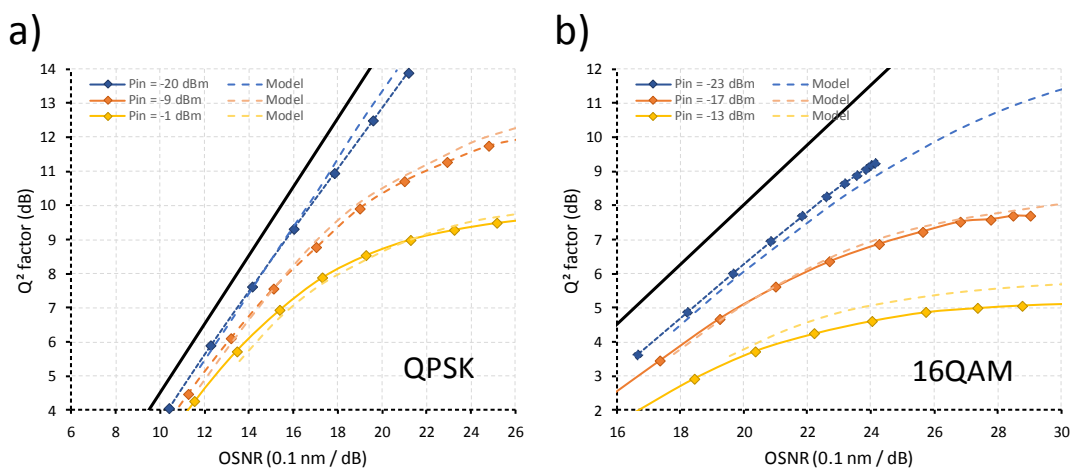 a)
Q² factor (dB)
14
13
12
11
10
9
8
7
6
5
4
Pin = -20 dBm
Model
Pin = -9 dBm
Model
Pin = -1 dBm
Model
QPSK
6 8 10 12 14 16 18 20 22 24 26
OSNR (0.1 nm / dB)
b)
Q² factor (dB)
12
11
10
9
8
7
6
5
4
3
2
Pin = -23 dBm
Model
Pin = -17 dBm
Model
Pin = -13 dBm
Model
16QAM
16 18 20 22 24 26 28 30
OSNR (0.1 nm / dB)